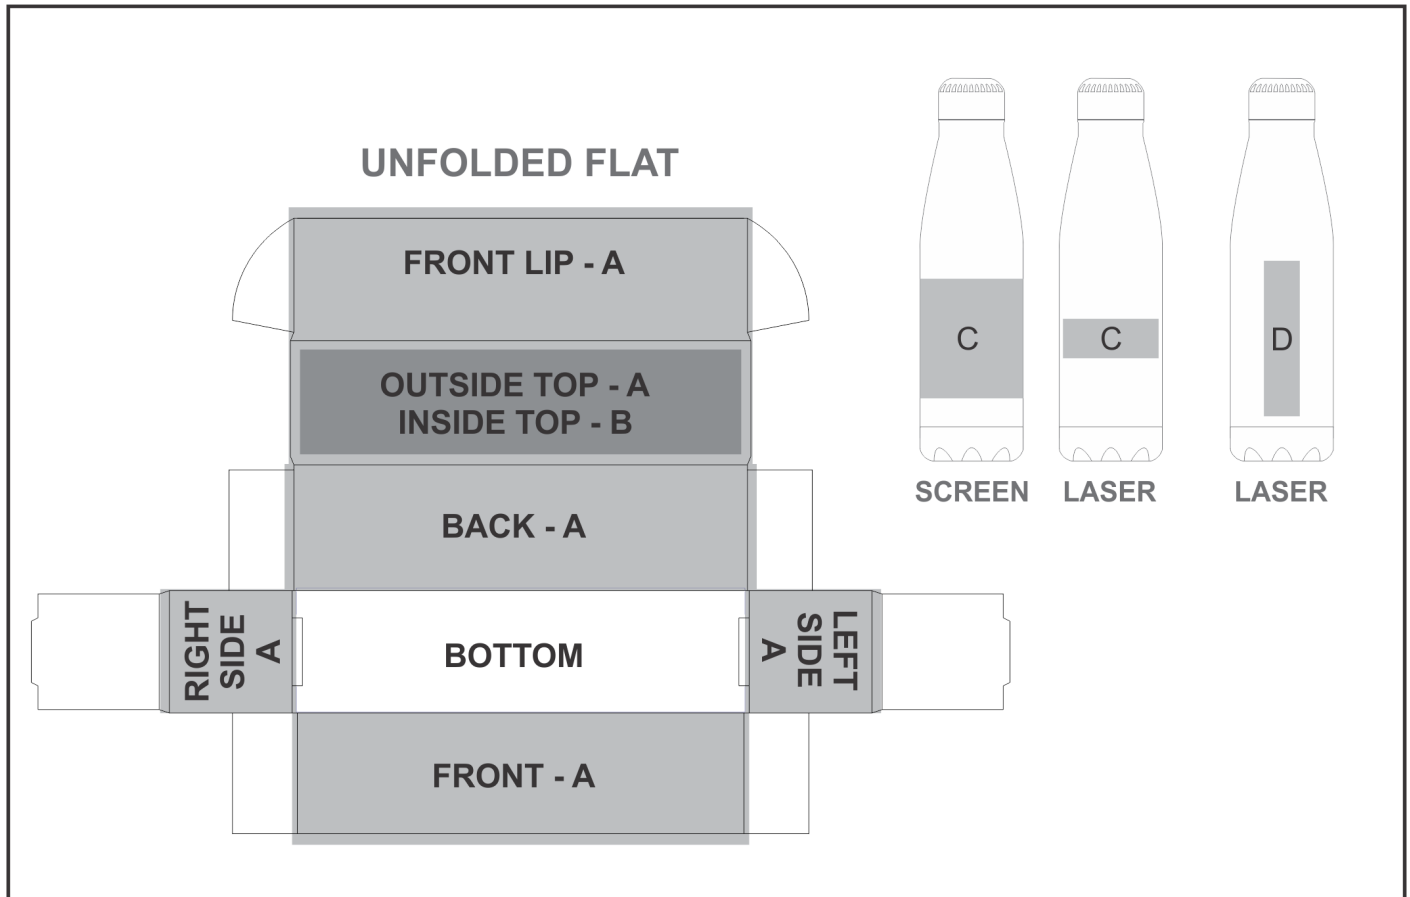 UNFOLDED FLAT
FRONT LIP - A
OUTSIDE TOP - A
INSIDE TOP - B
BACK - A
RIGHT
SIDE
A
BOTTOM
LEFT
SIDE
A
FRONT - A
C
C
D
SCREEN
LASER
LASER